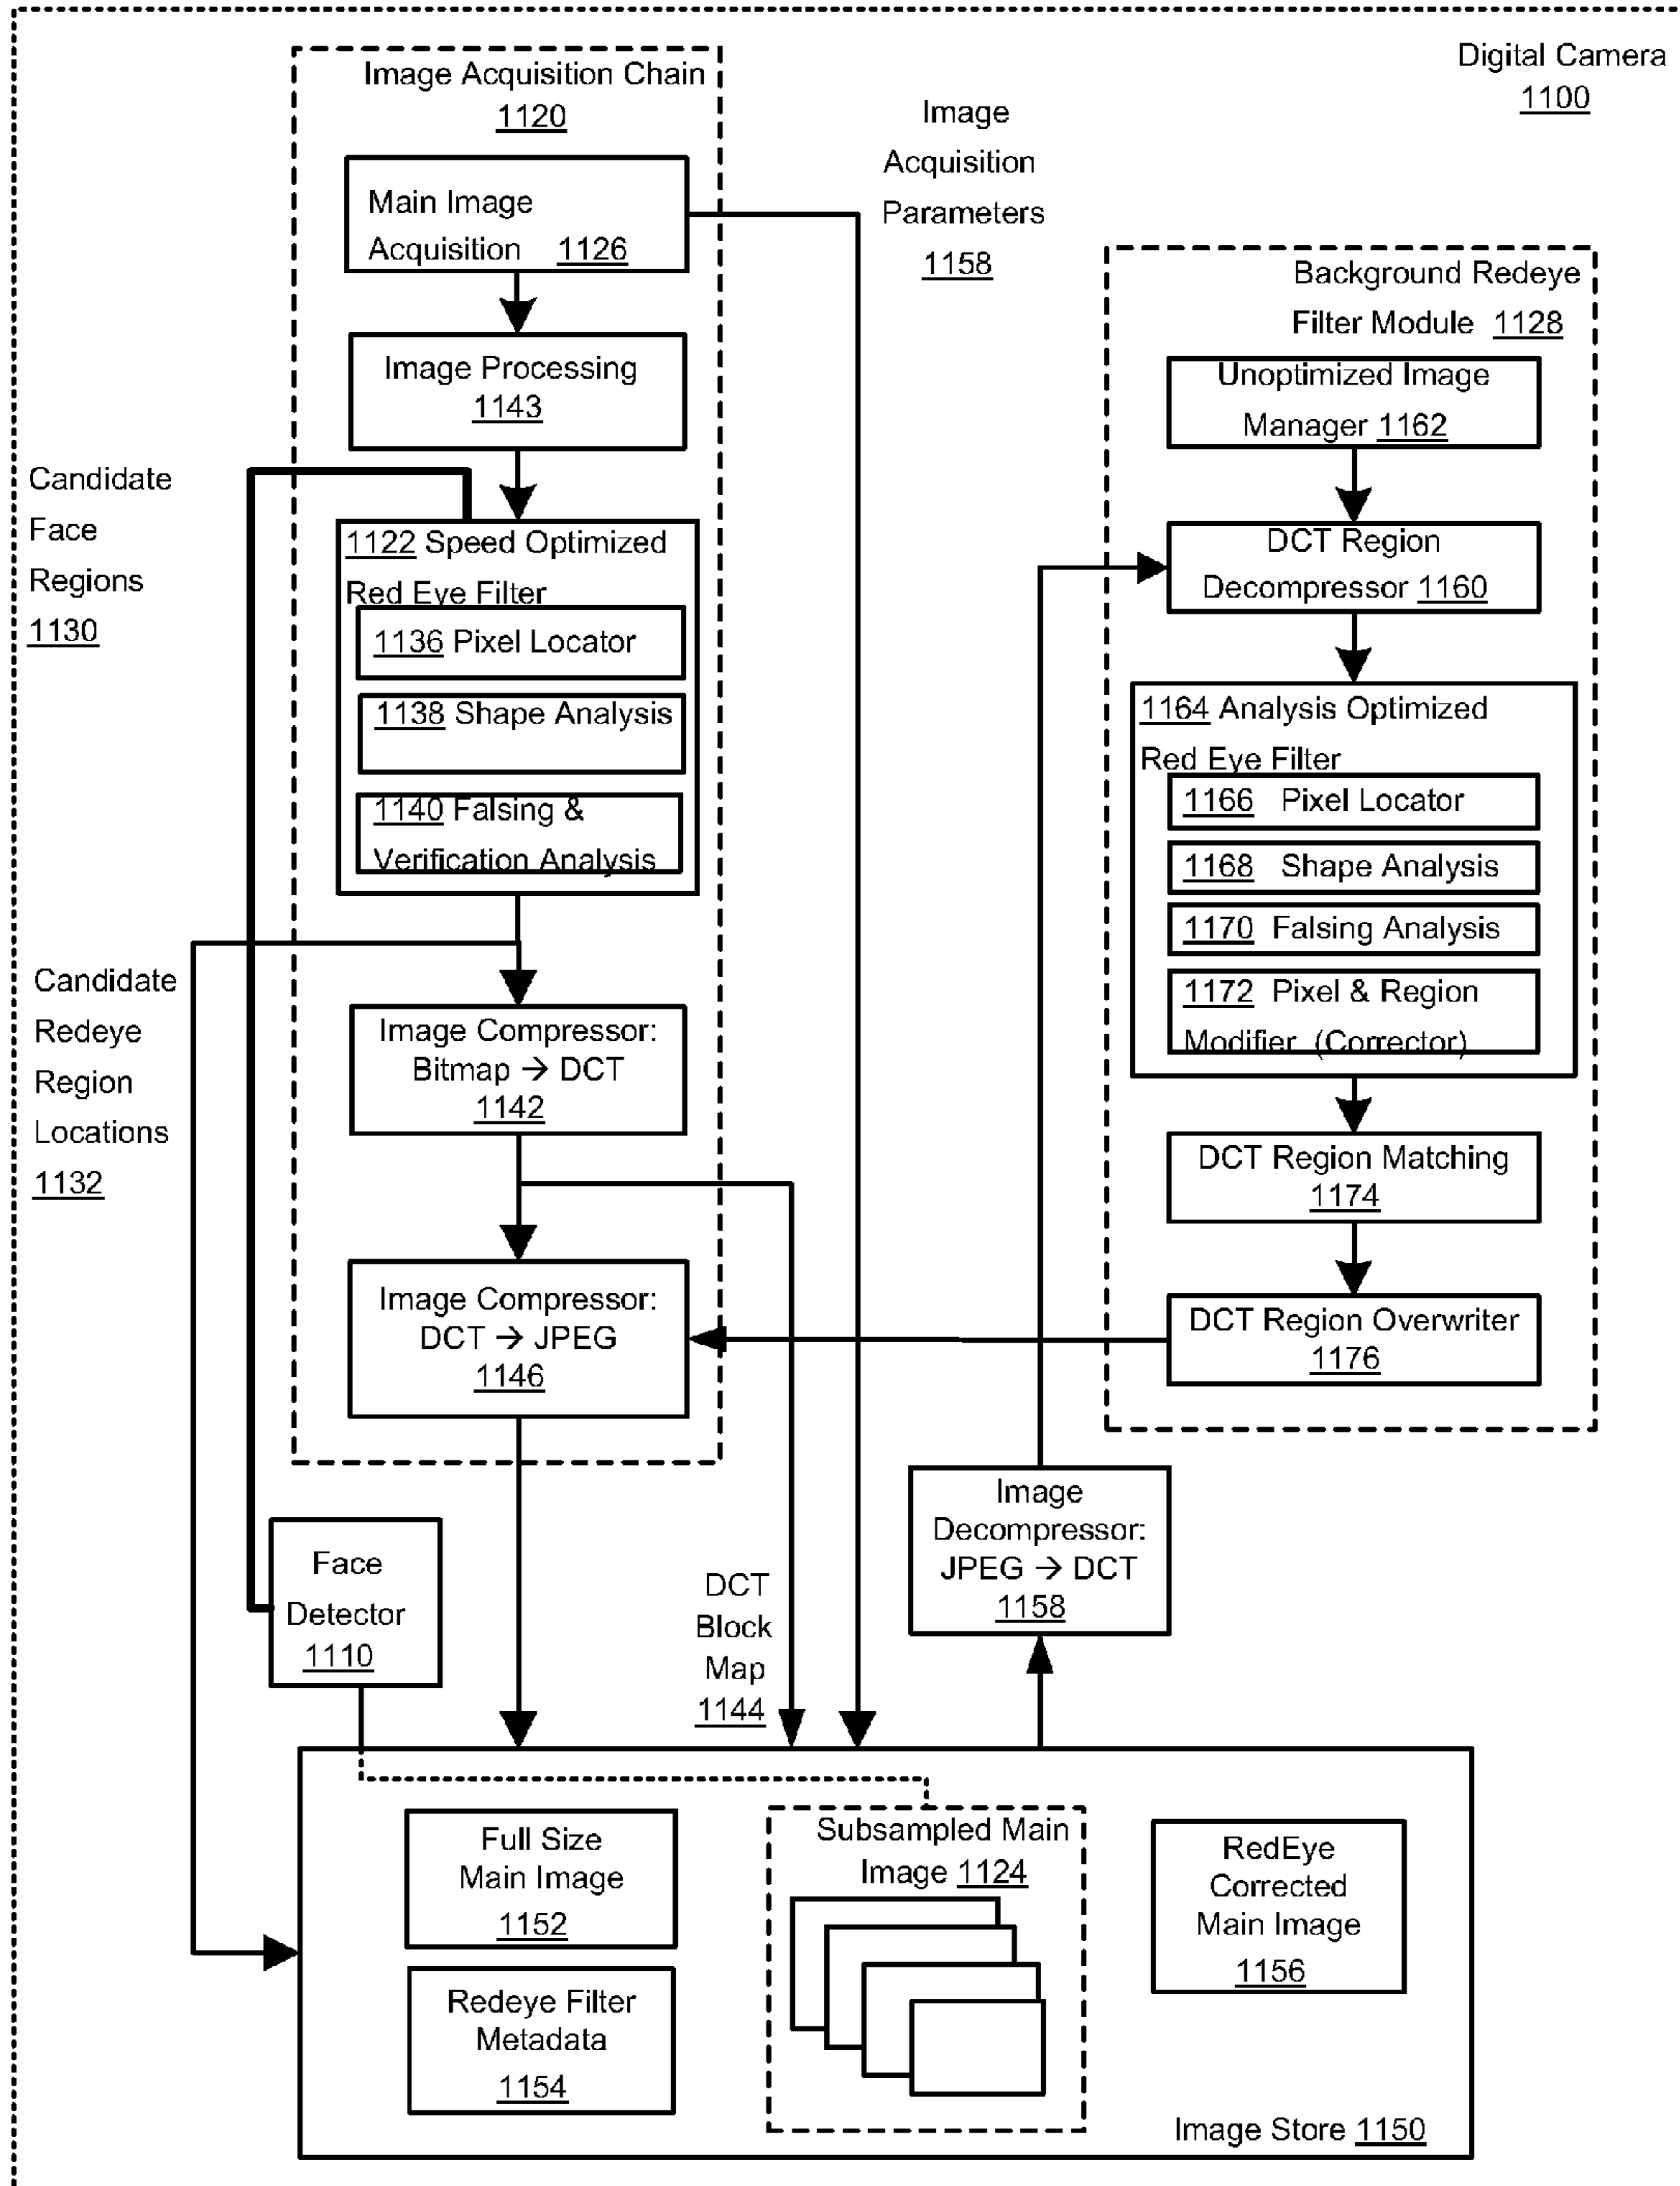 Digital Camera
1100
Image Acquisition Chain
1120
Main Image
Acquisition 1126
Image
Acquisition
Parameters
1158
Image Processing
1143
Candidate
Face
Regions
1130
1122 Speed Optimized
Red Eye Filter
1136 Pixel Locator
1138 Shape Analysis
1140 Falsing &
Verification Analysis
Candidate
Redeye
Region
Locations
1132
Image Compressor:
Bitmap → DCT
1142
Image Compressor:
DCT → JPEG
1146
Background Redeye
Filter Module 1128
Unoptimized Image
Manager 1162
DCT Region
Decompressor 1160
1164 Analysis Optimized
Red Eye Filter
1166 Pixel Locator
1168 Shape Analysis
1170 Falsing Analysis
1172 Pixel & Region
Modifier (Corrector)
DCT Region Matching
1174
DCT Region Overwriter
1176
Face
Detector
1110
DCT
Block
Map
1144
Image
Decompressor:
JPEG → DCT
1158
Full Size
Main Image
1152
Redeye Filter
Metadata
1154
Subsampled Main
Image 1124
RedEye
Corrected
Main Image
1156
Image Store 1150